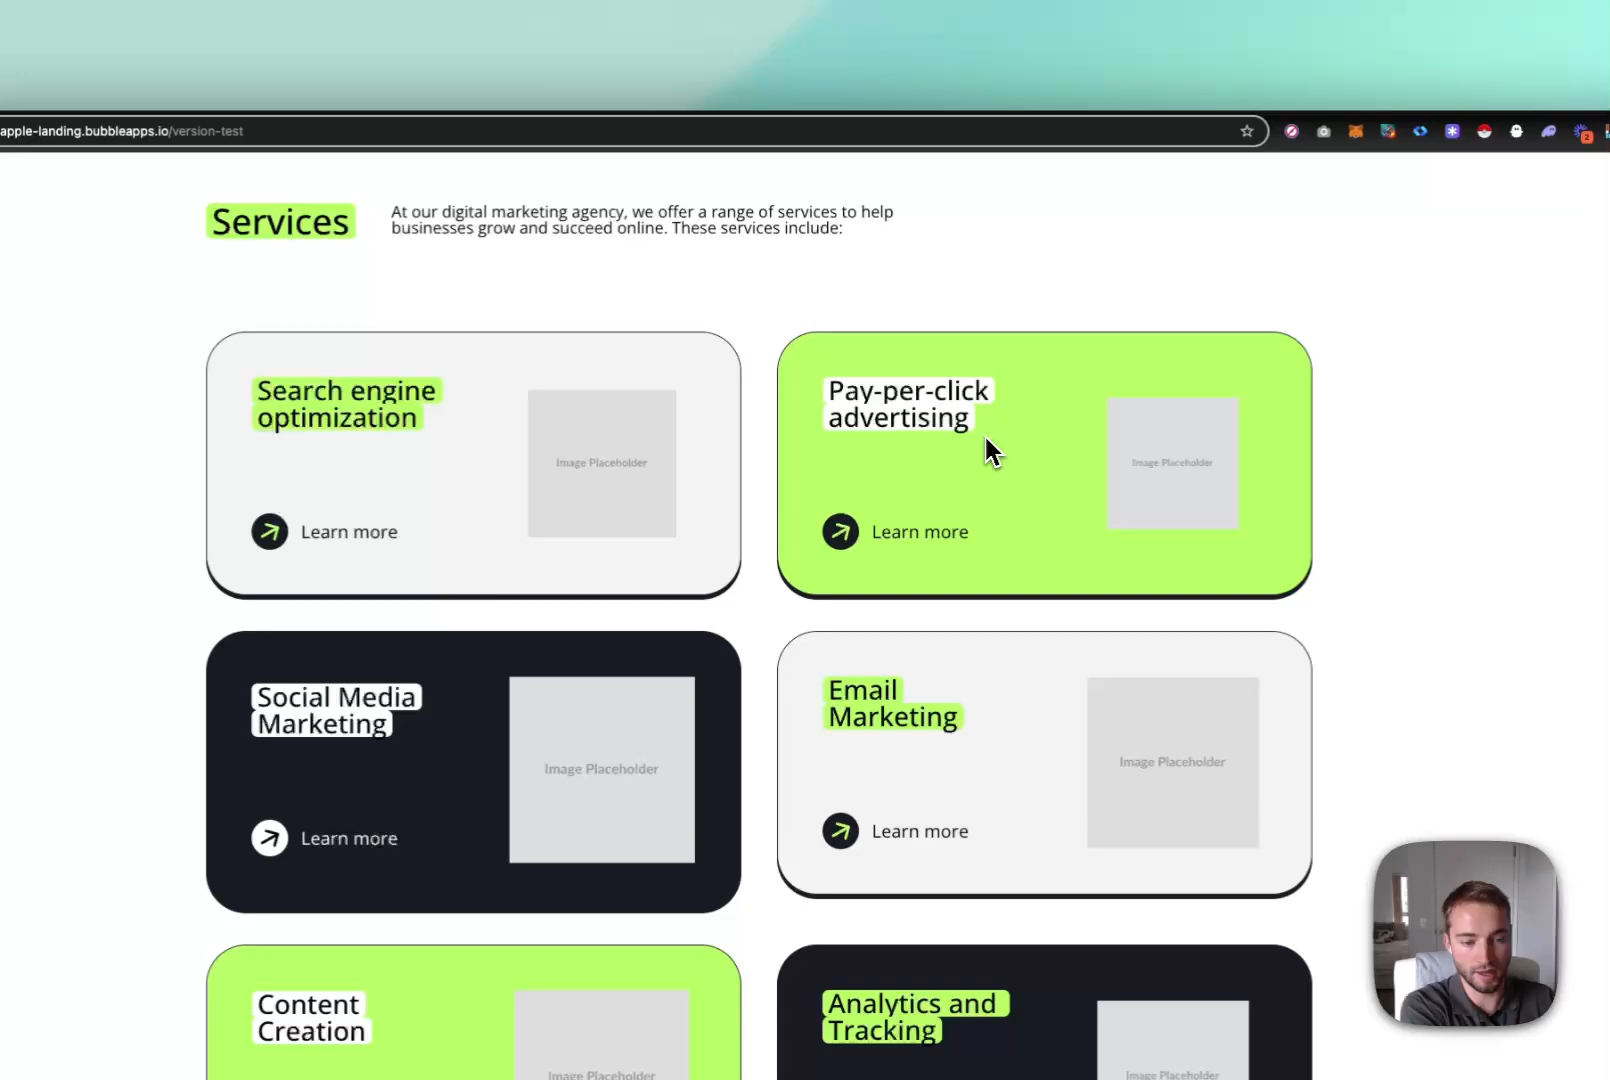 apple-landing.bubbleapps.io/version-test
2
Services
At our digital marketing agency, we offer a range of services to help
businesses grow and succeed online. These services include:
Search engine
optimization
Image Placeholder
Learn more
Pay-per-click
advertising
Image Placeholder
Learn more
Social Media
Marketing
Image Placeholder
Learn more
Email
Marketing
Image Placeholder
Learn more
Content
Creation
Image Placeholder
Analytics and
Tracking
Image Placeholder